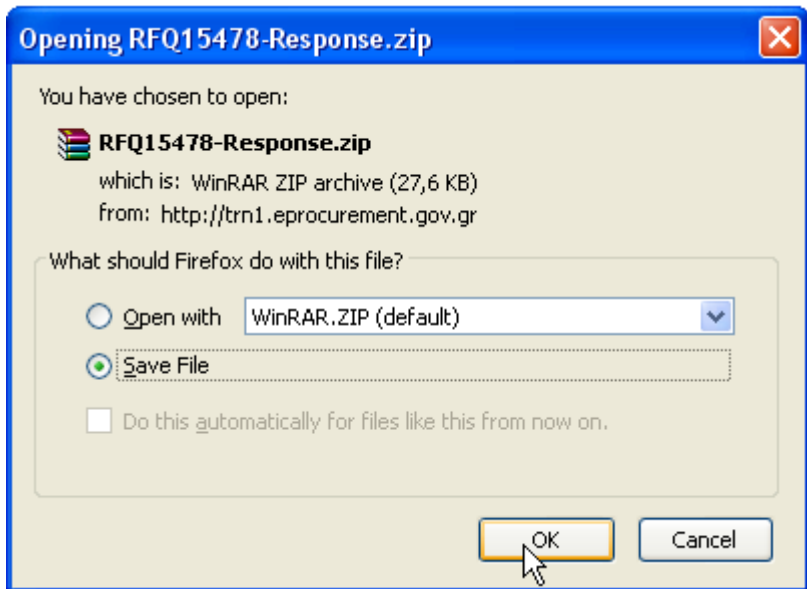 Opening RFQ15478-Response.zip
You have chosen to open:
RFQ15478-Response.zip
which is: WinRAR ZIP archive (27,6 KB)
from: http://trn1.eprocurement.gov.gr
What should Firefox do with this file?
Open with WinRAR.ZIP (default)
Save File
Do this automatically for files like this from now on.
OK Cancel